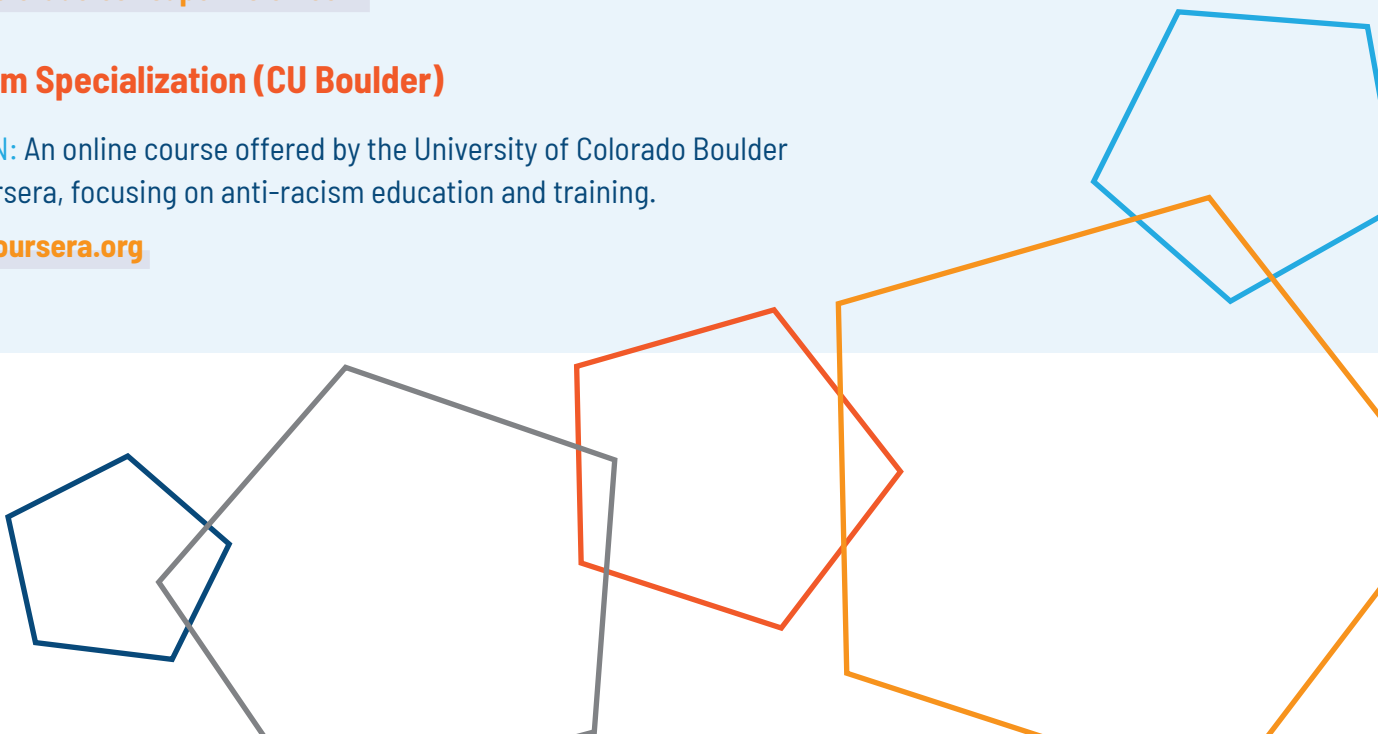 m Specialization (CU Boulder)
N: An online course offered by the University of Colorado Boulder
rsera, focusing on anti-racism education and training.
oursera.org